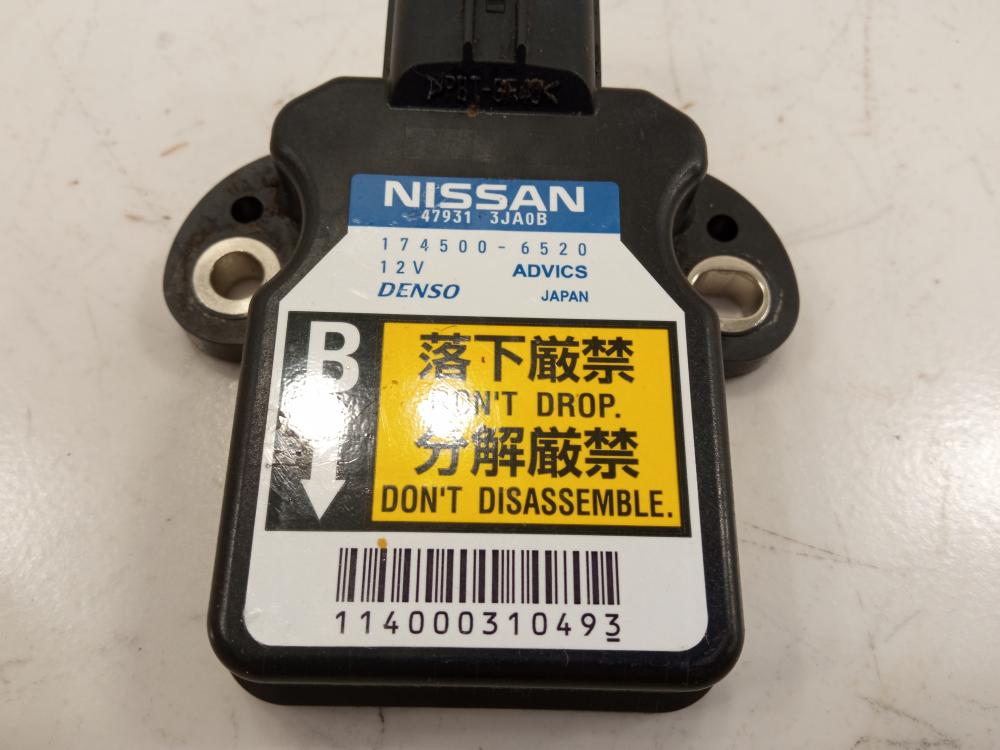 NISSAN
47931 3JA0B
174500-6520
12V ADVICS
DENSO JAPAN
B
落下厳禁
DON'T DROP.
分解厳禁
DON'T DISASSEMBLE.
114000310493